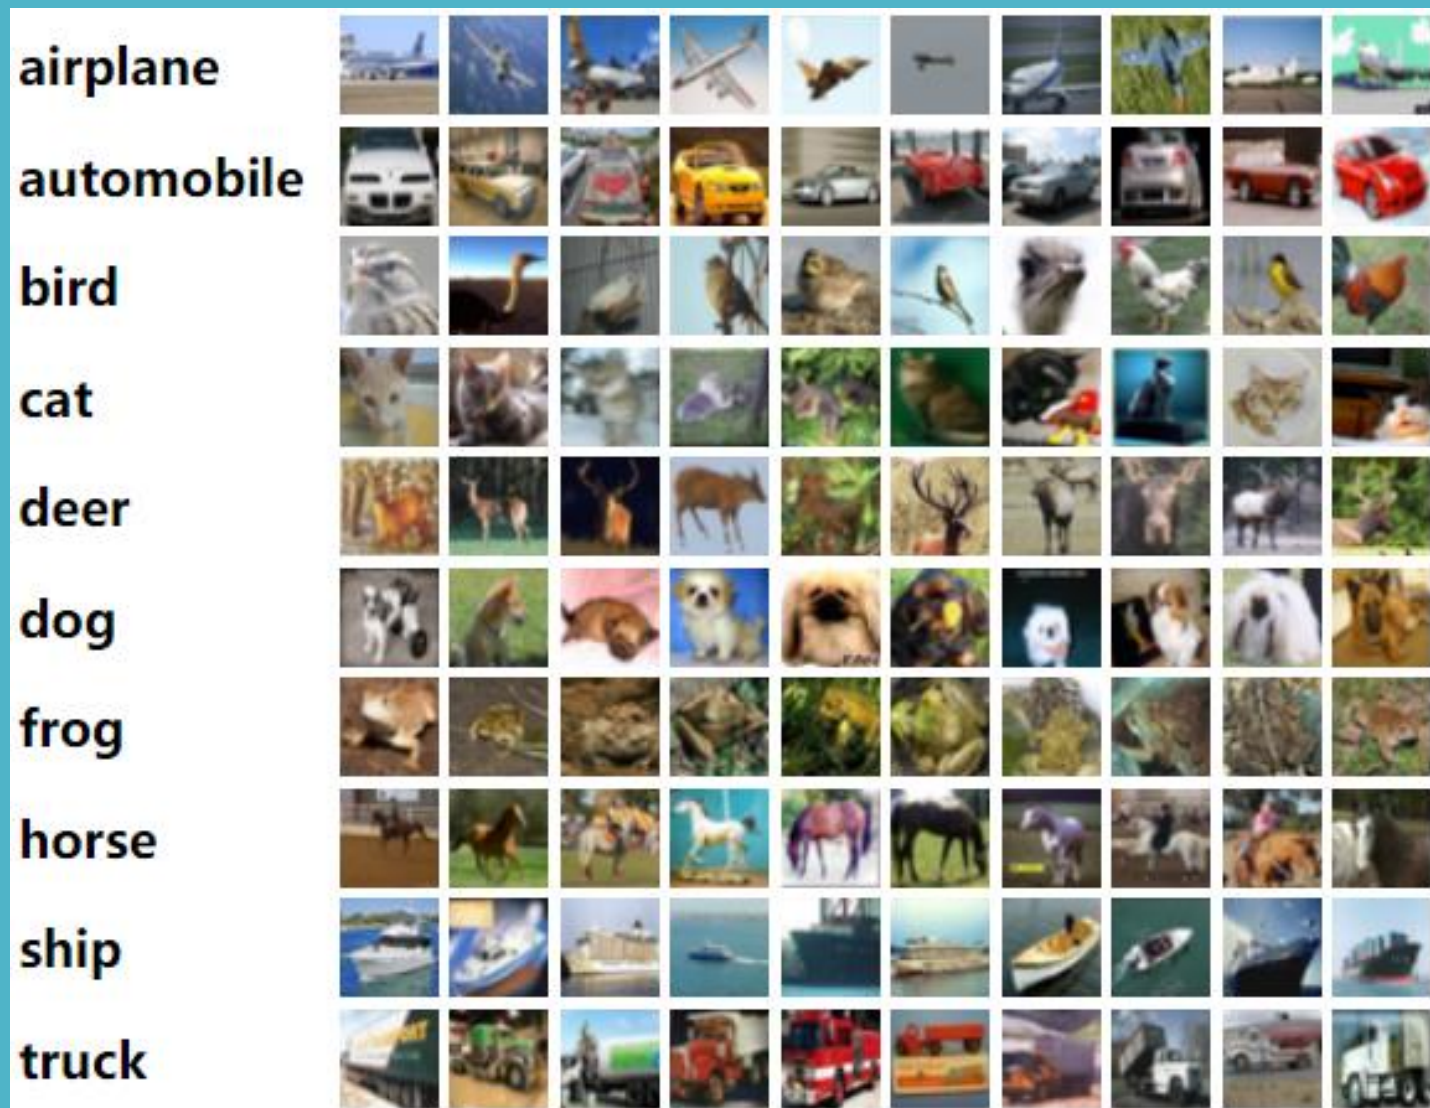 airplane
automobile
bird
cat
deer
dog
frog
horse
ship
truck